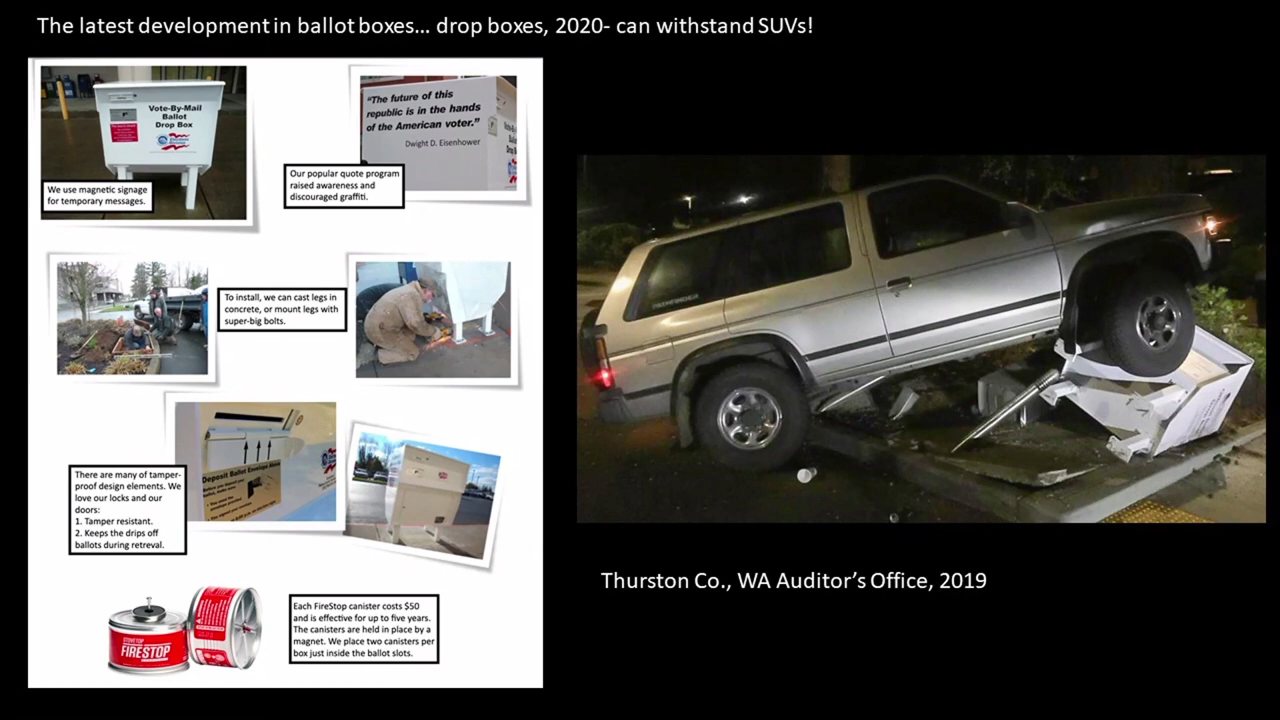 The latest development in ballot boxes... drop boxes, 2020- can withstand SUVs!
Vote-By-Mail
Ballot
Drop Box
We use magnetic signage
for temporary messages.
"The future of this
republic is in the hands
of the American voter."
Dwight D. Eisenhower
Our popular quote program
raised awareness and
discouraged graffiti.
To install, we can cast legs in
concrete, or mount legs with
super-big bolts.
Deposit Ballot Envelope Above
There are many of tamper-
proof design elements. We
love our locks and our
doors:
1. Tamper resistant.
2. Keeps the drips off
ballots during retreval.
STOVETOP
FIRESTOP
Each FireStop canister costs $50
and is effective for up to five years.
The canisters are held in place by a
magnet. We place two canisters per
box just inside the ballot slots.
PATHFINDER
Thurston Co., WA Auditor's Office, 2019